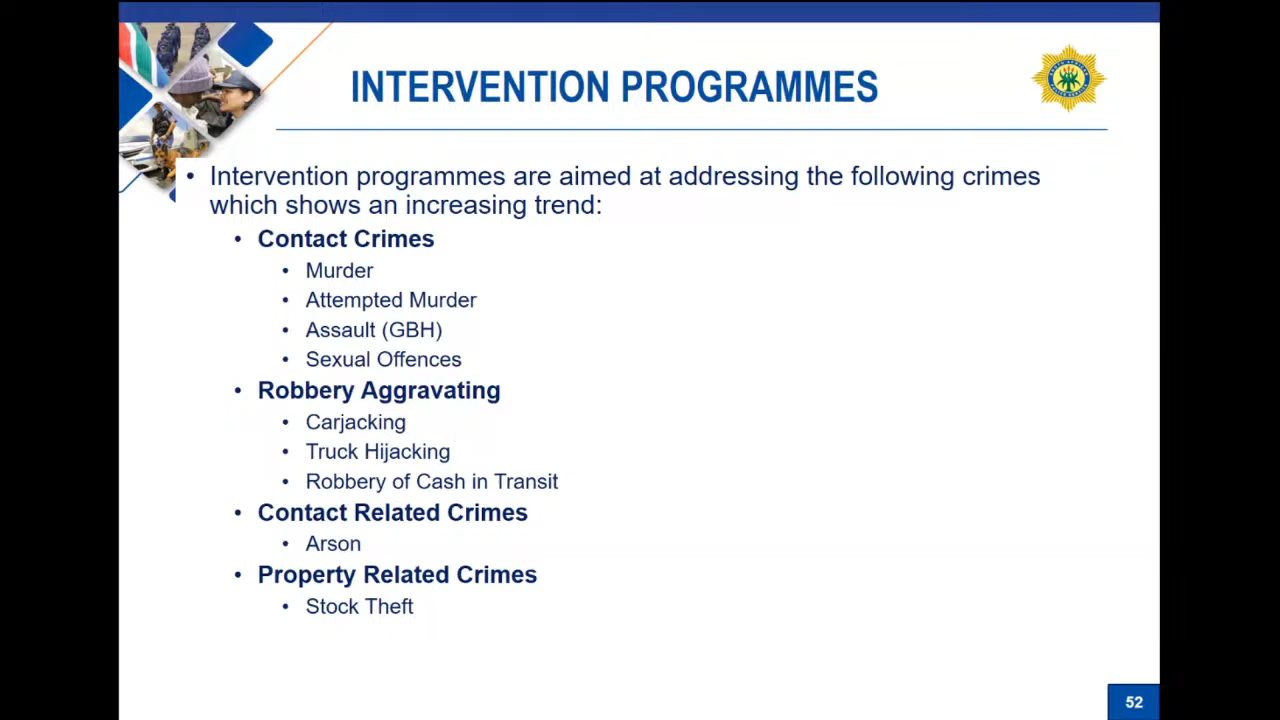 INTERVENTION PROGRAMMES
• Intervention programmes are aimed at addressing the following crimes
which shows an increasing trend:
• Contact Crimes
• Murder
• Attempted Murder
• Assault (GBH)
• Sexual Offences
• Robbery Aggravating
• Carjacking
• Truck Hijacking
• Robbery of Cash in Transit
• Contact Related Crimes
• Arson
• Property Related Crimes
• Stock Theft
52